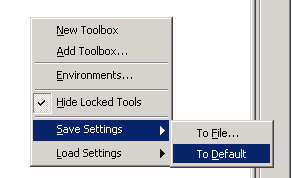 New Toolbox
Add Toolbox...
Environments...
Hide Locked Tools
Save Settings
To File...
To Default
Load Settings